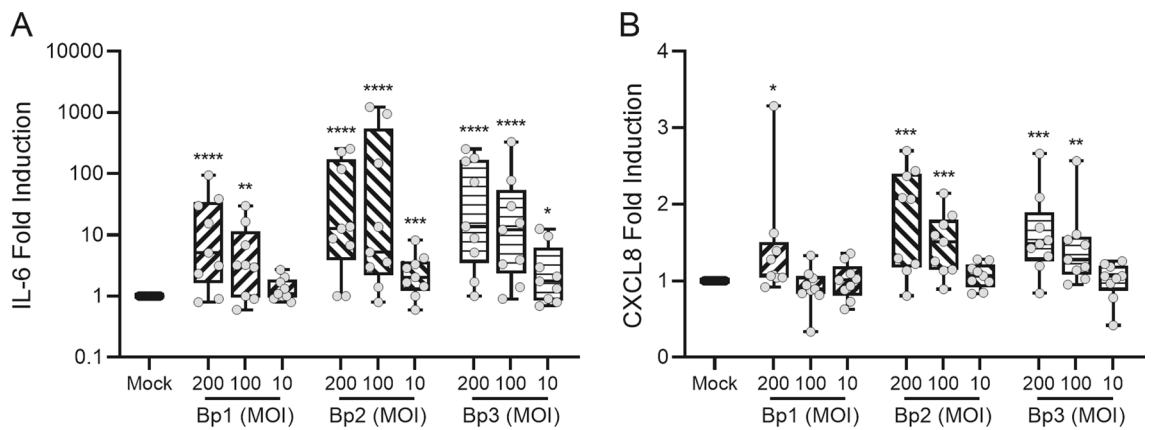 A
IL-6 Fold Induction
10000
1000
100
10
1
0.1
**** ** **** **** *** **** **** *
Mock 200 100 10 200 100 10 200 100 10
Bp1 (MOI) Bp2 (MOI) Bp3 (MOI)
B
CXCL8 Fold Induction
4
3
2
1
0
* *** *** *** **
Mock 200 100 10 200 100 10 200 100 10
Bp1 (MOI) Bp2 (MOI) Bp3 (MOI)